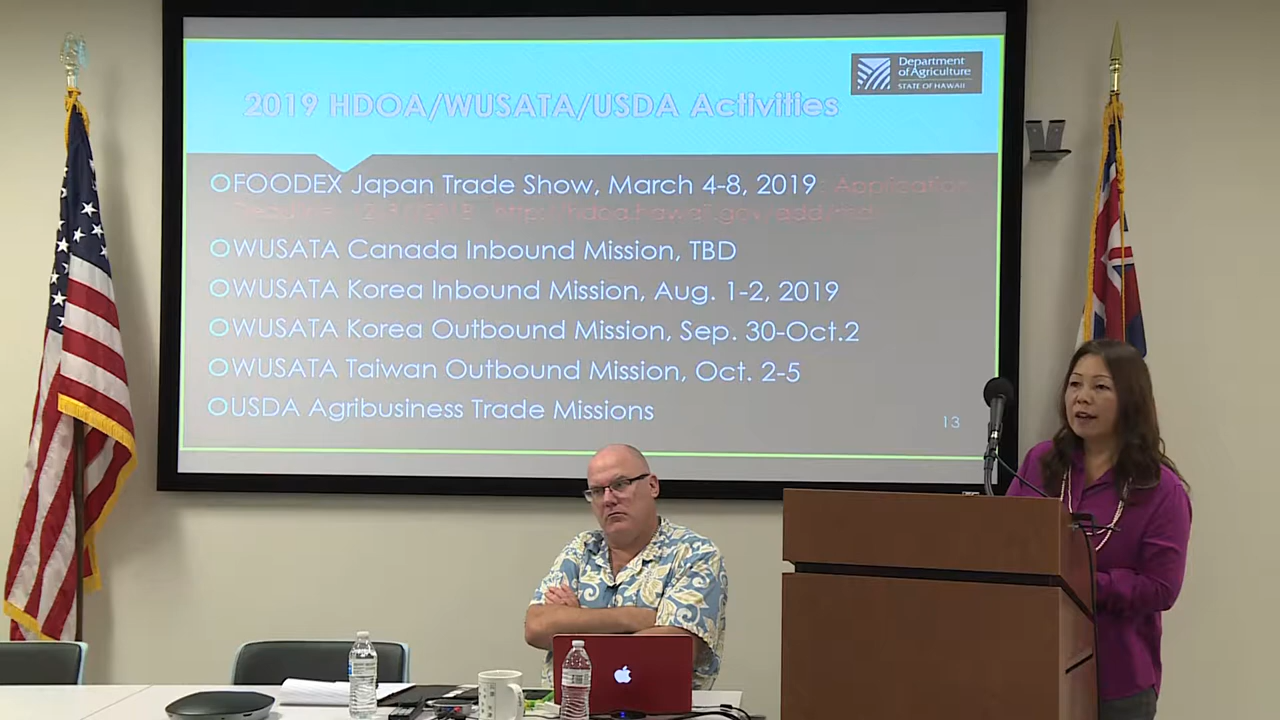 Department
of Agriculture
STATE OF HAWAII
2019 HDOA/WUSATA/USDA Activities
FOODEX Japan Trade Show, March 4-8, 2019 Application
Deadline
WUSATA Canada Inbound Mission, TBD
WUSATA Korea Inbound Mission, Aug. 1-2, 2019
WUSATA Korea Outbound Mission, Sep. 30-Oct.2
WUSATA Taiwan Outbound Mission, Oct. 2-5
USDA Agribusiness Trade Missions
13